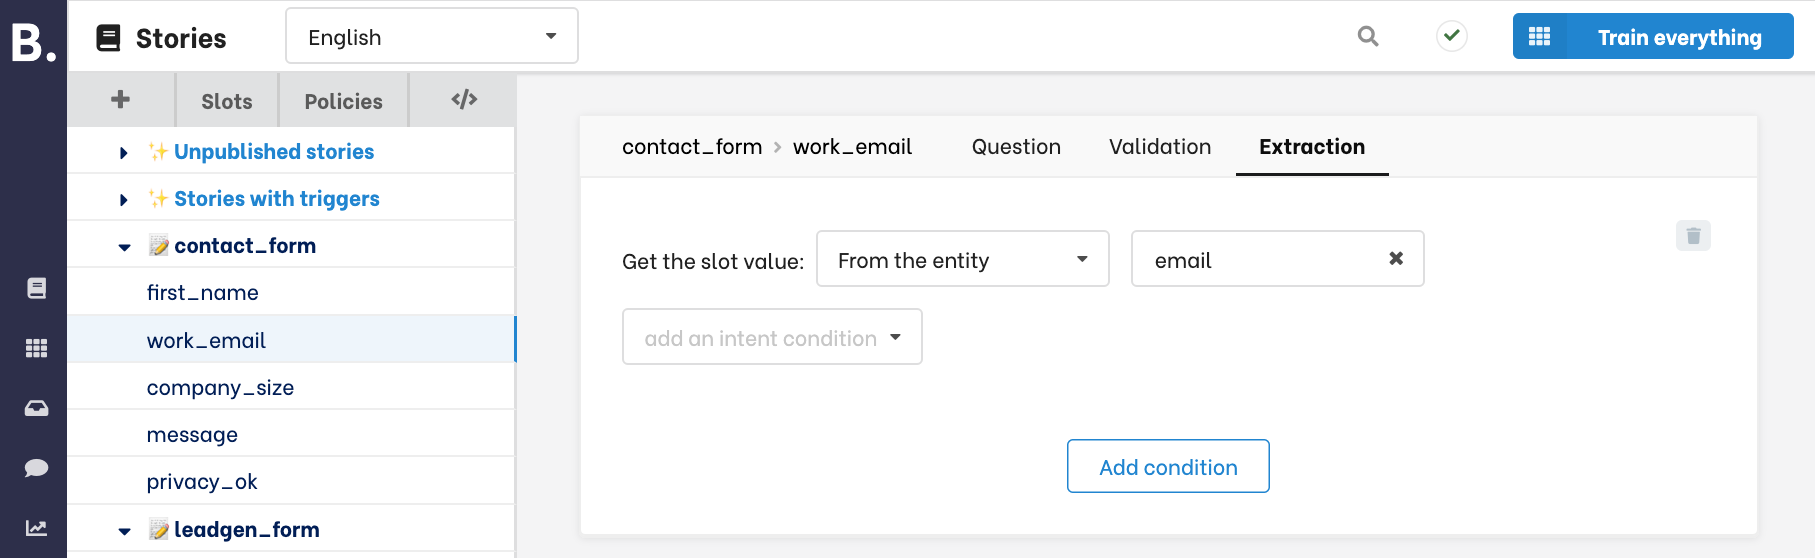 B.
Stories
English
Train everything
Slots
Policies
</>
Unpublished stories
Stories with triggers
contact_form
first_name
work_email
company_size
message
privacy_ok
leadgen_form
contact_form > work_email
Question
Validation
Extraction
Get the slot value:
From the entity
email
add an intent condition
Add condition